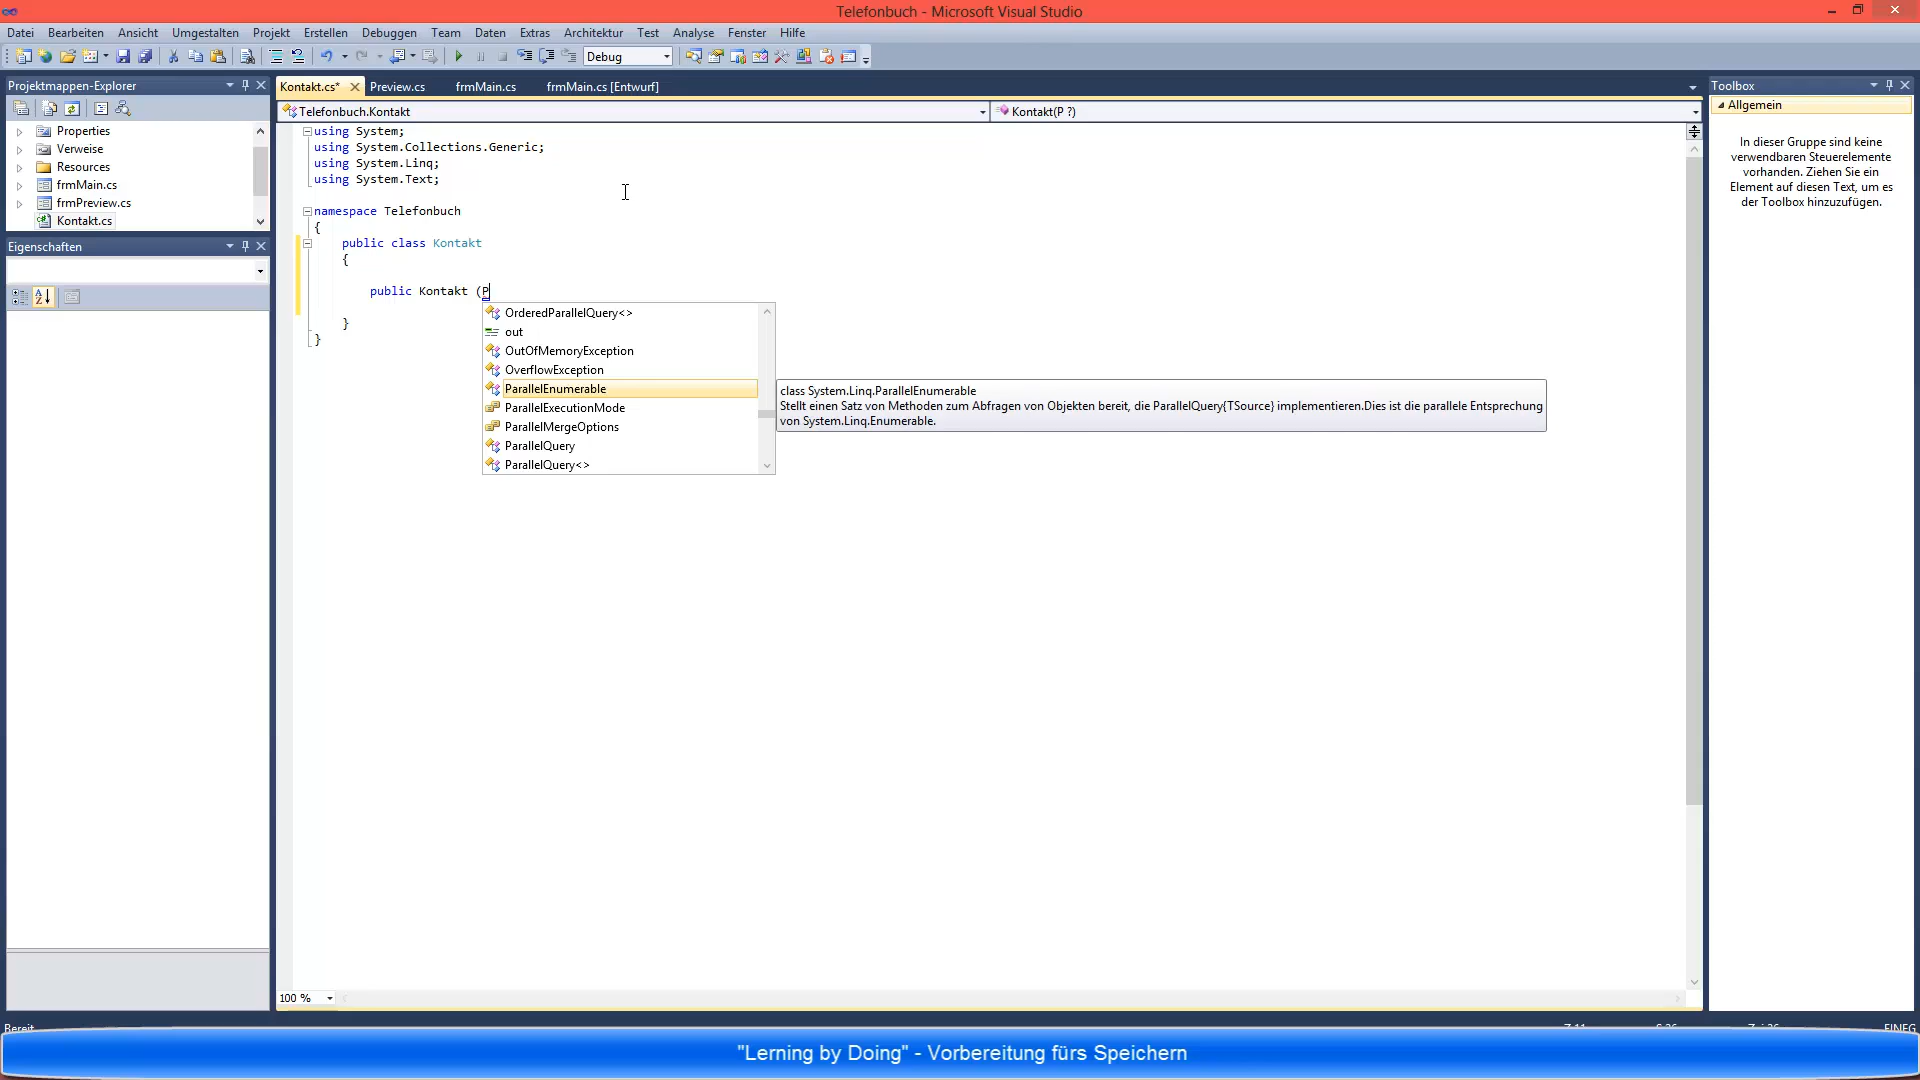 Telefonbuch - Microsoft Visual Studio
Datei Bearbeiten Ansicht Umgestalten Projekt Erstellen Debuggen Team Daten Extras Architektur Test Analyse Fenster Hilfe
Debug
Projektmappen-Explorer
Properties
Verweise
Resources
frmMain.cs
frmPreview.cs
Kontakt.cs
Eigenschaften
Kontakt.cs* Preview.cs frmMain.cs frmMain.cs [Entwurf]
Telefonbuch.Kontakt Kontakt(P ?)
using System;
using System.Collections.Generic;
using System.Linq;
using System.Text;
namespace Telefonbuch
{
public class Kontakt
{
public Kontakt (P
}
}
OrderedParallelQuery<>
out
OutOfMemoryException
OverflowException
ParallelEnumerable
ParallelExecutionMode
ParallelMergeOptions
ParallelQuery
ParallelQuery<>
class System.Linq.ParallelEnumerable
Stellt einen Satz von Methoden zum Abfragen von Objekten bereit, die ParallelQuery{TSource} implementieren.Dies ist die parallele Entsprechung
von System.Linq.Enumerable.
Toolbox
Allgemein
In dieser Gruppe sind keine
verwendbaren Steuerelemente
vorhanden. Ziehen Sie ein
Element auf diesen Text, um es
der Toolbox hinzuzufügen.
100 %
Bereit
EINFG
"Lerning by Doing" - Vorbereitung fürs Speichern